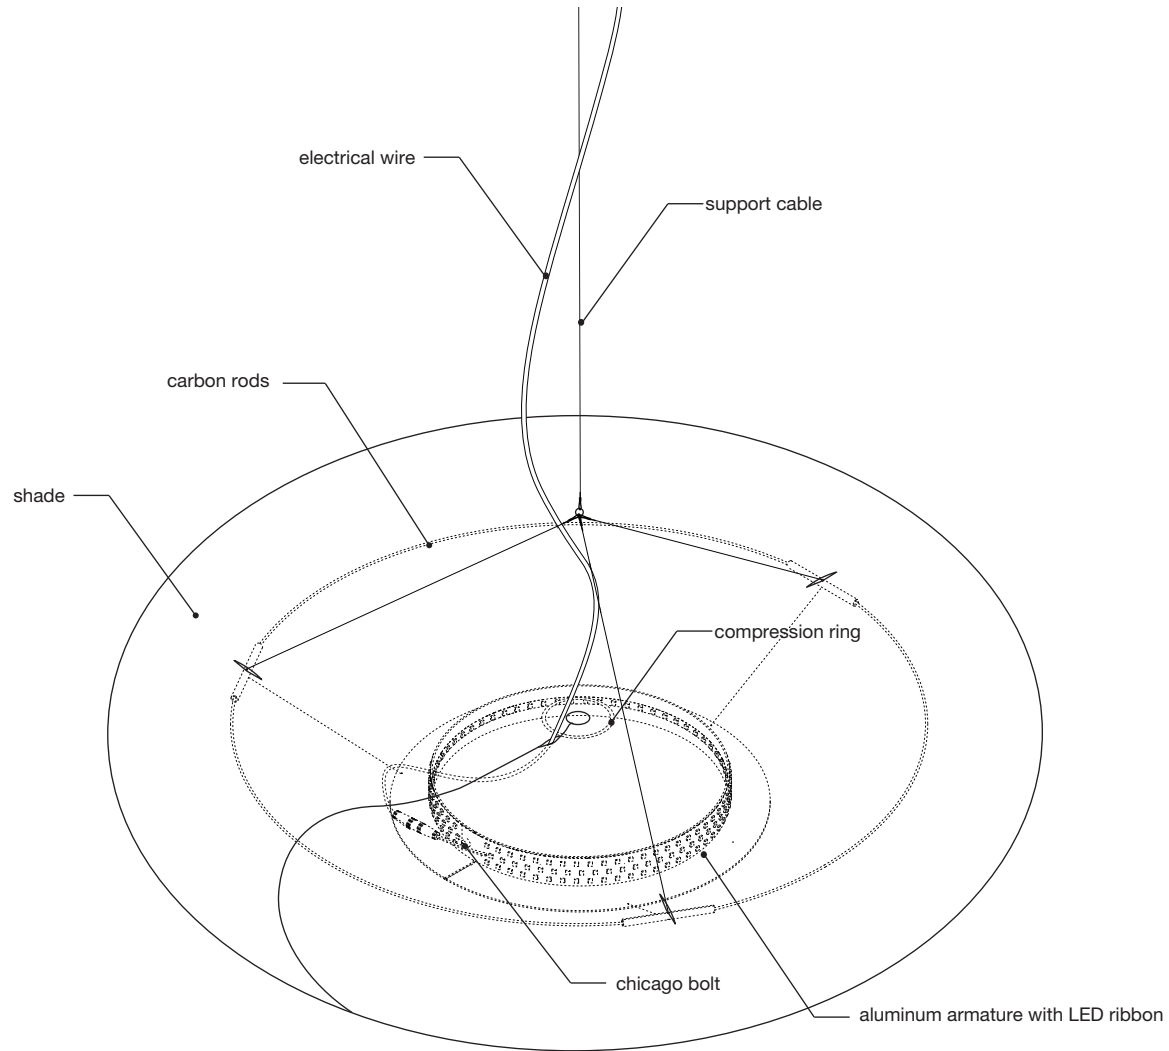 electrical wire
support cable
carbon rods
shade
compression ring
chicago bolt
aluminum armature with LED ribbon